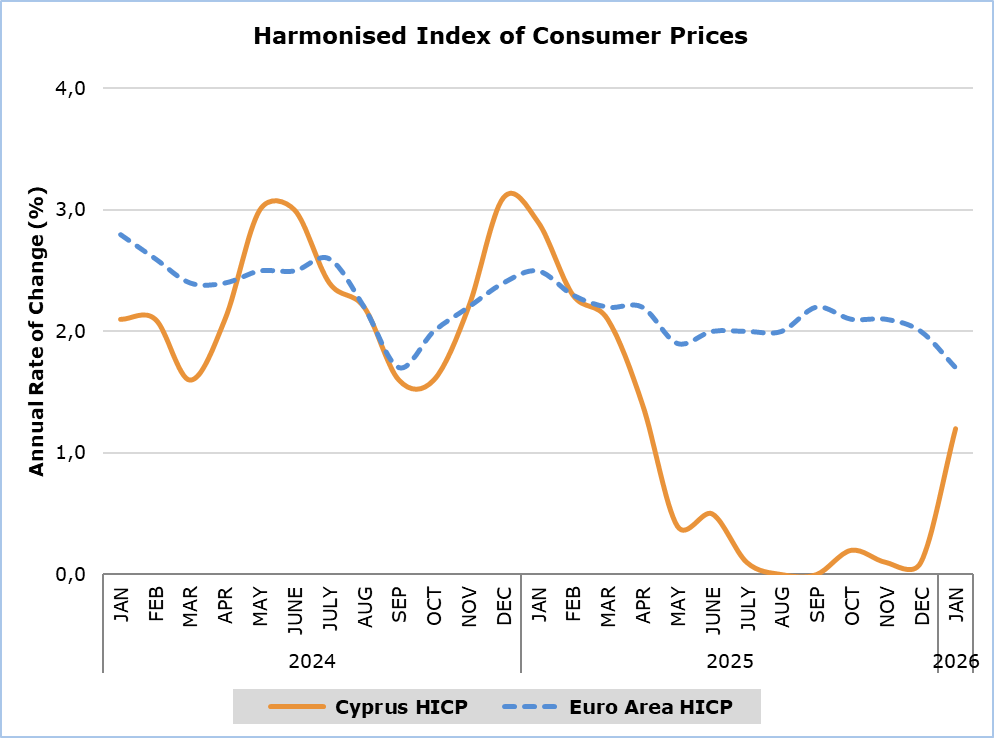 Harmonised Index of Consumer Prices
Annual Rate of Change (%)
4,0
3,0
2,0
1,0
0,0
JAN FEB MAR APR MAY JUNE JULY AUG SEP OCT NOV DEC JAN FEB MAR APR MAY JUNE JULY AUG SEP OCT NOV DEC JAN
2024 2025 2026
Cyprus HICP Euro Area HICP